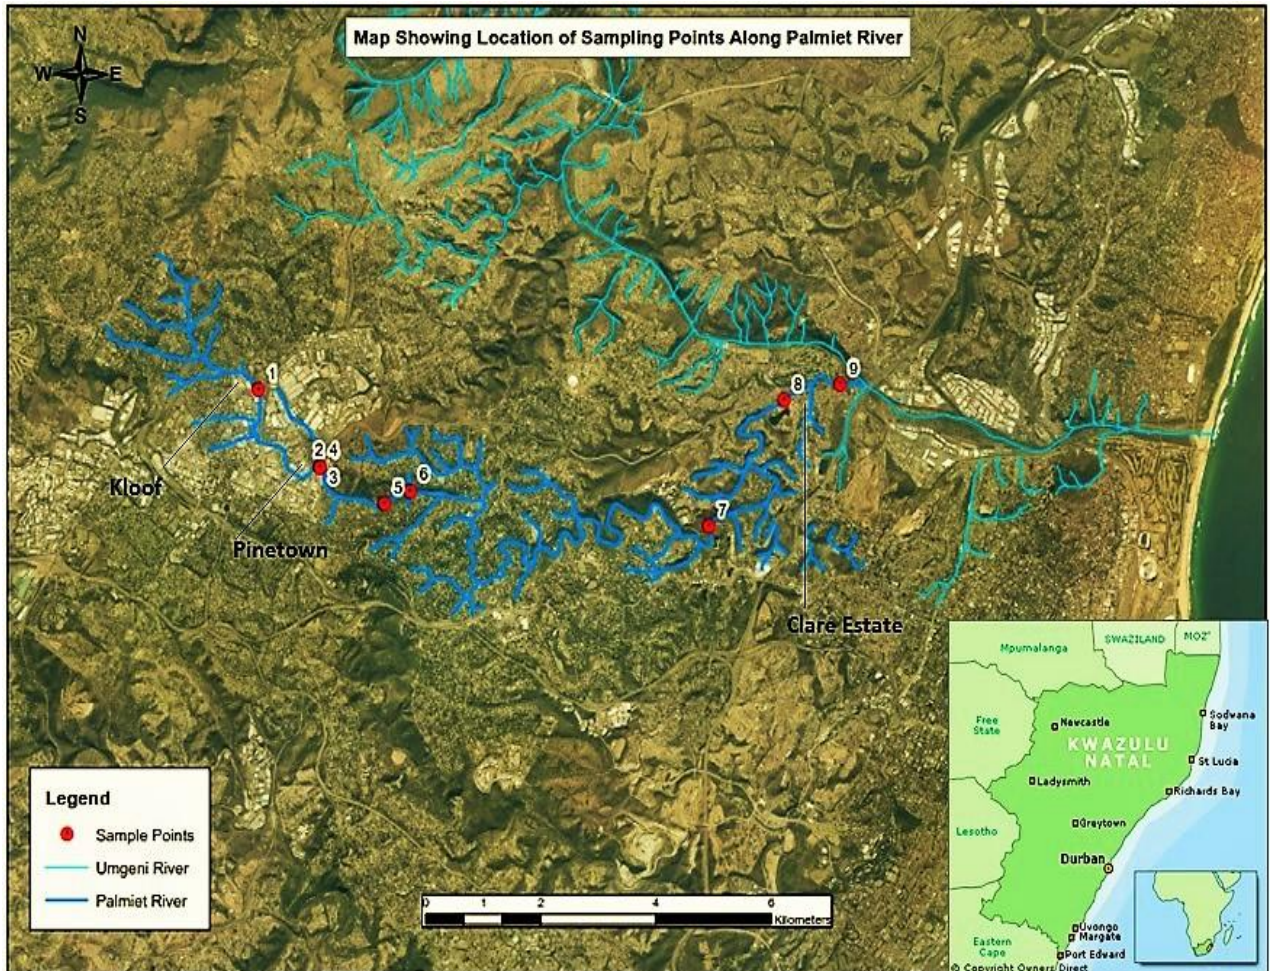 Map Showing Location of Sampling Points Along Palmiet River
N
W E
S
1
2 4
3
5
6
7
8
9
Kloof
Pinetown
Clare Estate
Legend
Sample Points
Umgeni River
Palmiet River
0 1 2 4 6
Kilometers
Mpumalanga
SWAZILAND
MOZ'
Free
State
Newcastle
Sodwana
Bay
KWAZULU
NATAL
St Lucia
Ladysmith
Richards Bay
Greytown
Lesotho
Durban
Uvongo
Margate
Eastern
Cape
Port Edward
© Copyright Owners Direct